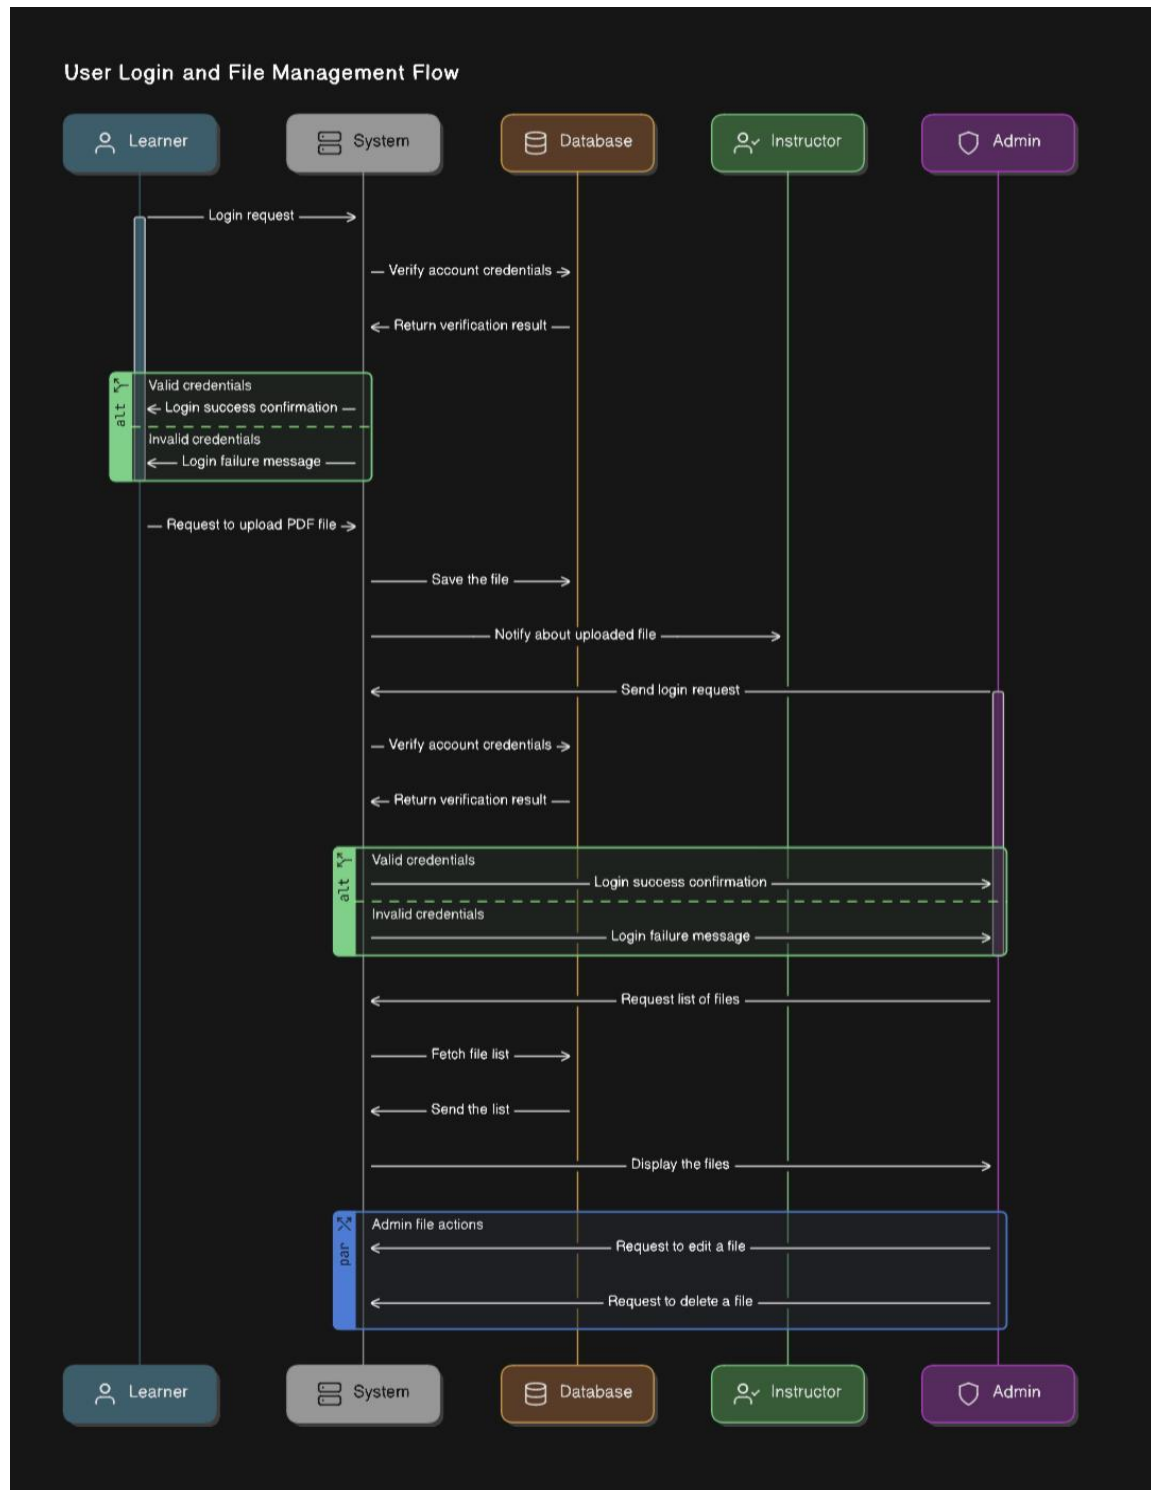 User Login and File Management Flow
Learner
System
Database
Instructor
Admin
Login request
Verify account credentials
Return verification result
alt
Valid credentials
Login success confirmation
Invalid credentials
Login failure message
Request to upload PDF file
Save the file
Notify about uploaded file
Send login request
Verify account credentials
Return verification result
alt
Valid credentials
Login success confirmation
Invalid credentials
Login failure message
Request list of files
Fetch file list
Send the list
Display the files
par
Admin file actions
Request to edit a file
Request to delete a file
Learner
System
Database
Instructor
Admin